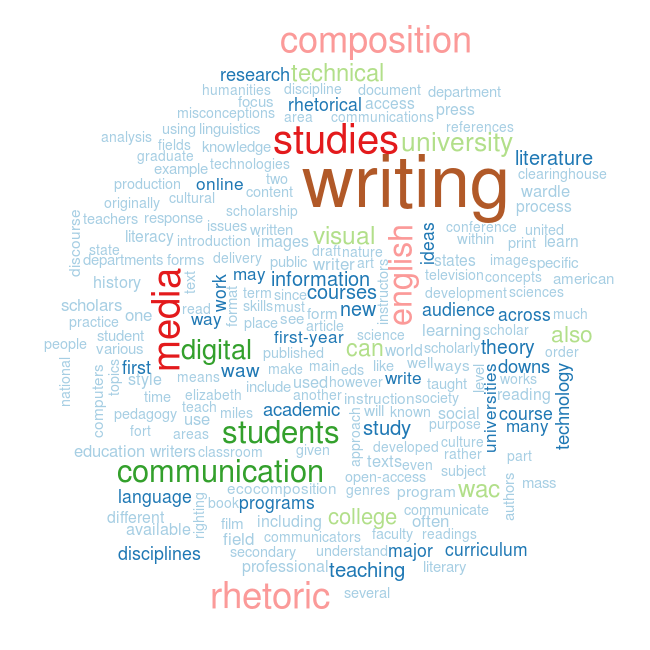 composition
research technical
humanities discipline document department
focus rhetorical access
misconceptions area communications press
analysis using linguistics studies university references
fields knowledge literature
graduate technologies writing clearinghouse
example two
production online content wardle
originally cultural process
scholarship
teachers response issues written conference united
discourse literacy introduction images visual draft nature english ideas within print learn
state delivery writer art
departments forms public states image specific
history media text work may information instructors television concepts american
scholars format term since courses development sciences
practice one read skills must new form audience across much
way place see article
people student first-year science learning scholar also
various digital can world scholarly theory order
national topics first published well ways
computers style waw make main eds like downs
means include used however write taught level works technology
time elizabeth another instruction society universities reading
pedagogy teach miles academic will known social course
use purpose many
fort areas students approach study culture
education writers classroom given developed rather part
texts even subject
communication open-access mass
ecocomposition genres program wac authors
language righting book programs communicate
different film including college often
available field communicators faculty readings
disciplines secondary understand major curriculum
professional teaching literary
rhetoric several